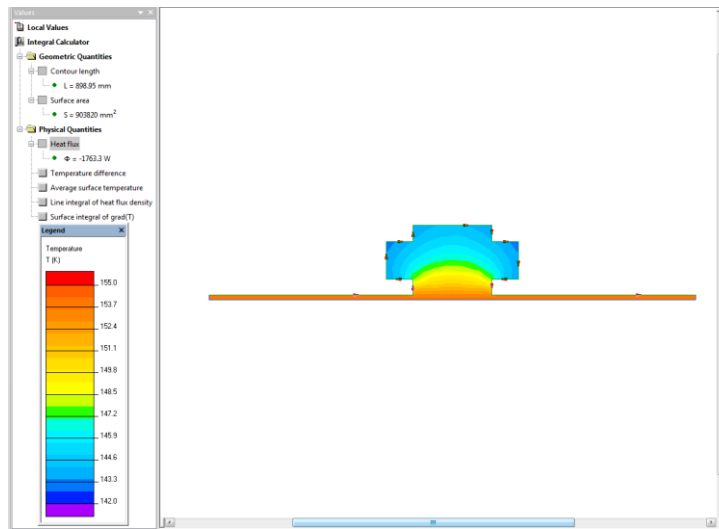 Values
Local Values
Integral Calculator
Geometric Quantities
Contour length
L = 898.95 mm
Surface area
S = 903820 mm²
Physical Quantities
Heat flux
Φ = -1763.3 W
Temperature difference
Average surface temperature
Line integral of heat flux density
Surface integral of grad(T)
Legend
Temperature
T (K)
155.0
153.7
152.4
151.1
149.8
148.5
147.2
145.9
144.6
143.3
142.0